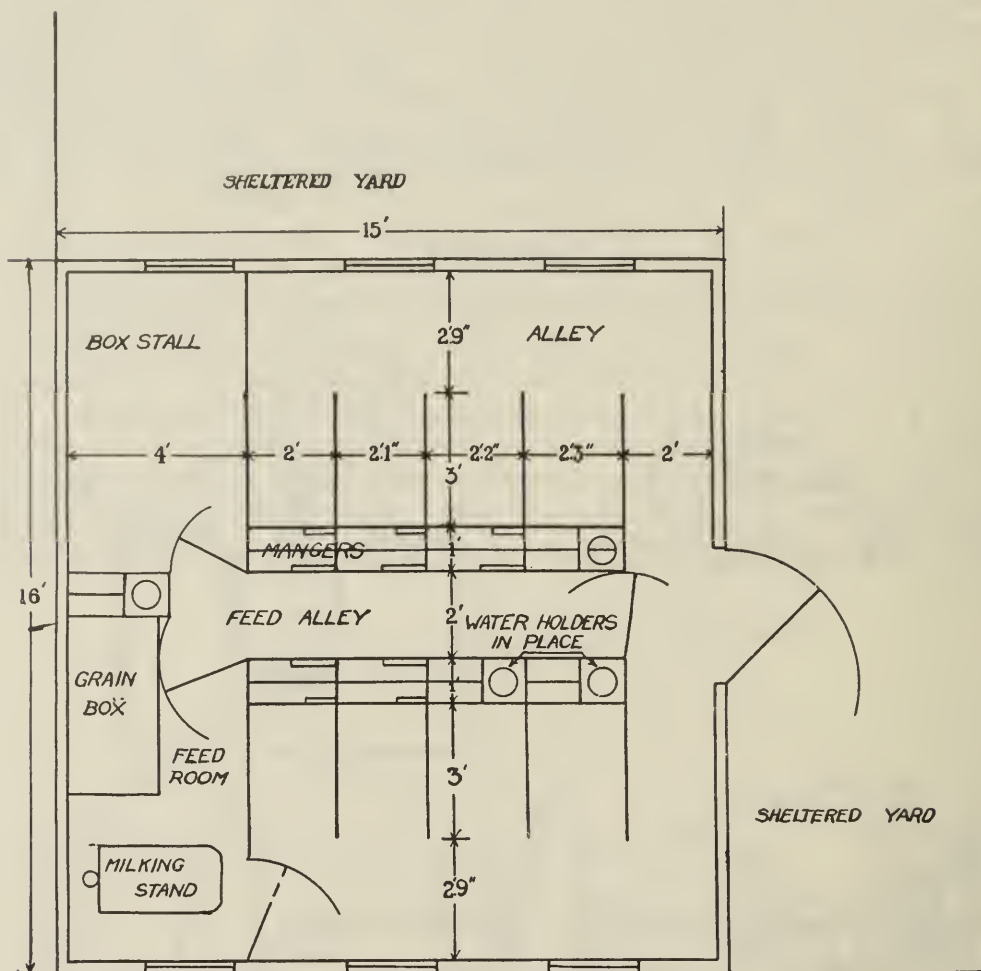 SHELTERED YARD
15'
BOX STALL
2'9"
ALLEY
4'
2'
2'1"
2'2"
2'3"
2'
3'
MANGERS
1'
16'
FEED ALLEY
2'
WATER HOLDERS
IN PLACE
1'
GRAIN
BOX
FEED
ROOM
3'
SHELTERED YARD
MILKING
STAND
2'9"